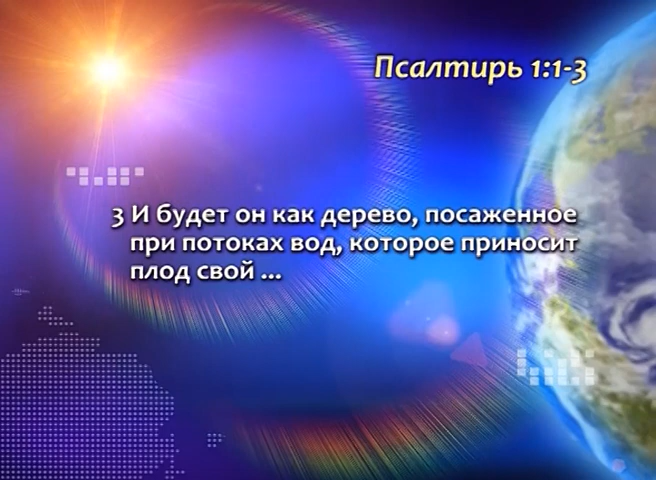 Псалтирь 1:1-3
3 И будет он как дерево, посаженное
при потоках вод, которое приносит
плод свой ...